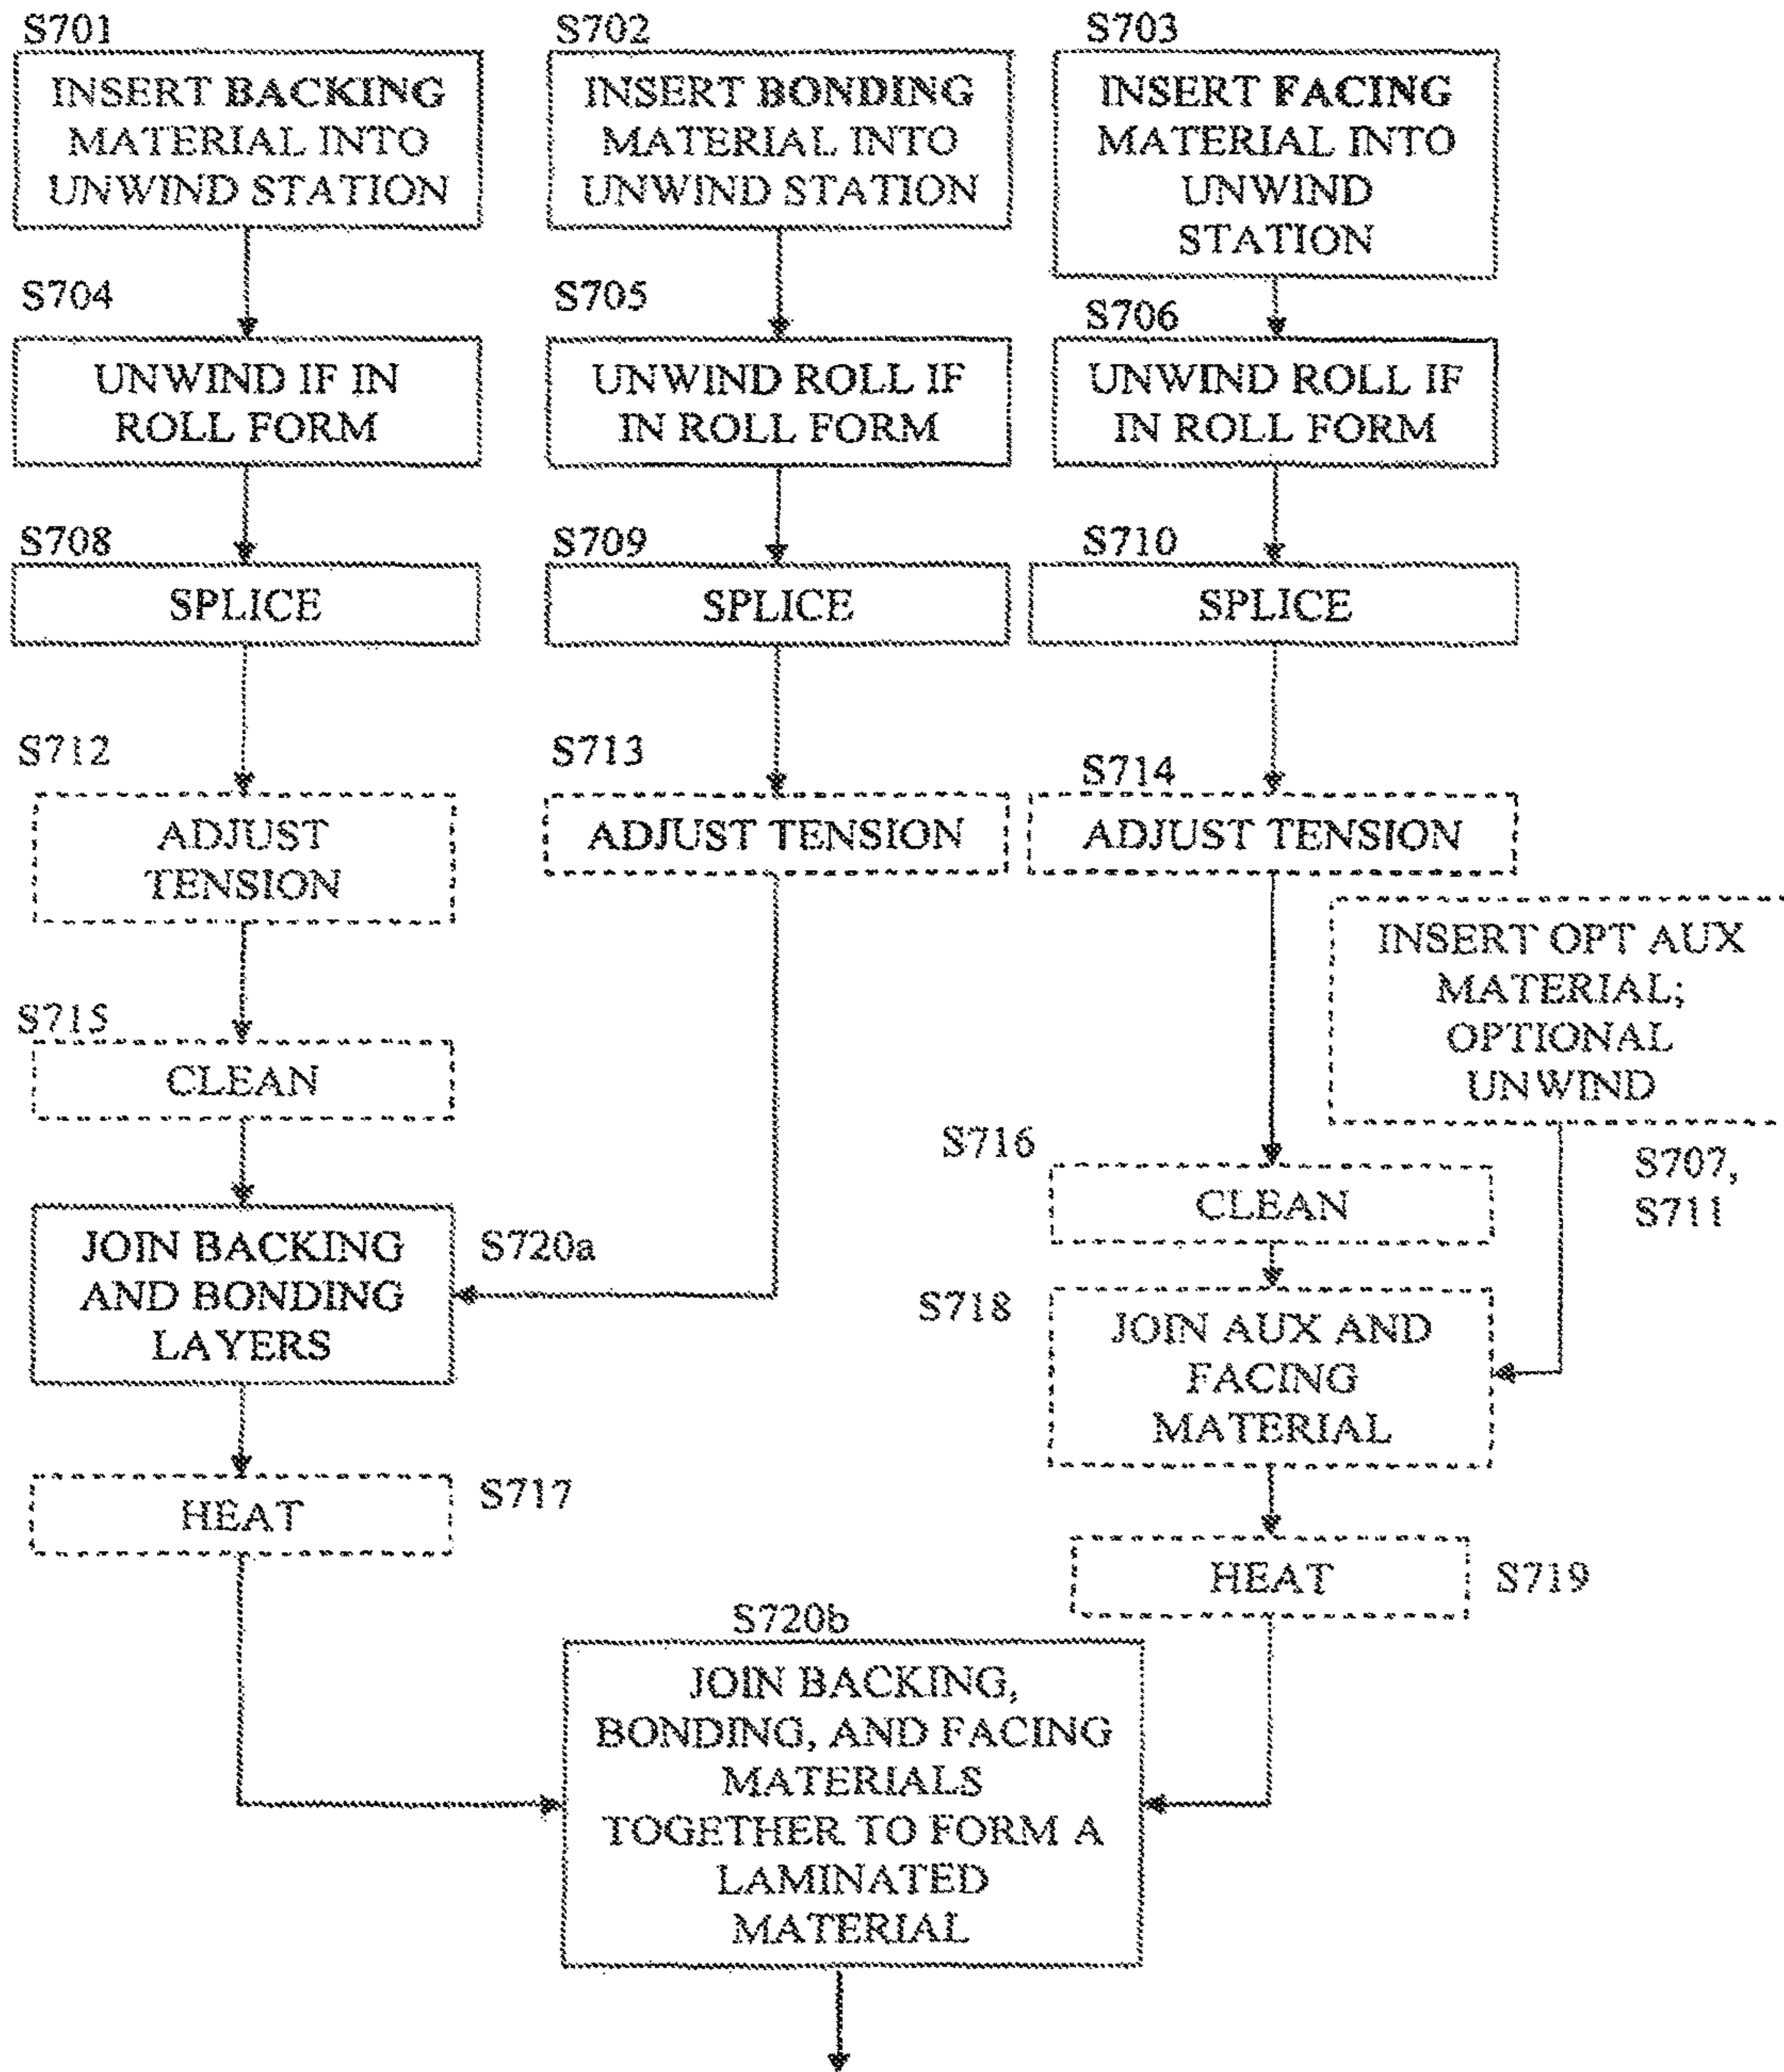 S701
INSERT BACKING
MATERIAL INTO
UNWIND STATION
S702
INSERT BONDING
MATERIAL INTO
UNWIND STATION
S703
INSERT FACING
MATERIAL INTO
UNWIND
STATION
S704
UNWIND IF IN
ROLL FORM
S705
UNWIND ROLL IF
IN ROLL FORM
S706
UNWIND ROLL IF
IN ROLL FORM
S708
SPLICE
S709
SPLICE
S710
SPLICE
S712
ADJUST
TENSION
S713
ADJUST TENSION
S714
ADJUST TENSION
INSERT OPT AUX
MATERIAL;
OPTIONAL
UNWIND
S707,
S711
S715
CLEAN
S716
CLEAN
JOIN BACKING
AND BONDING
LAYERS
S720a
S718
JOIN AUX AND
FACING
MATERIAL
HEAT
S717
HEAT
S719
S720b
JOIN BACKING,
BONDING, AND FACING
MATERIALS
TOGETHER TO FORM A
LAMINATED
MATERIAL